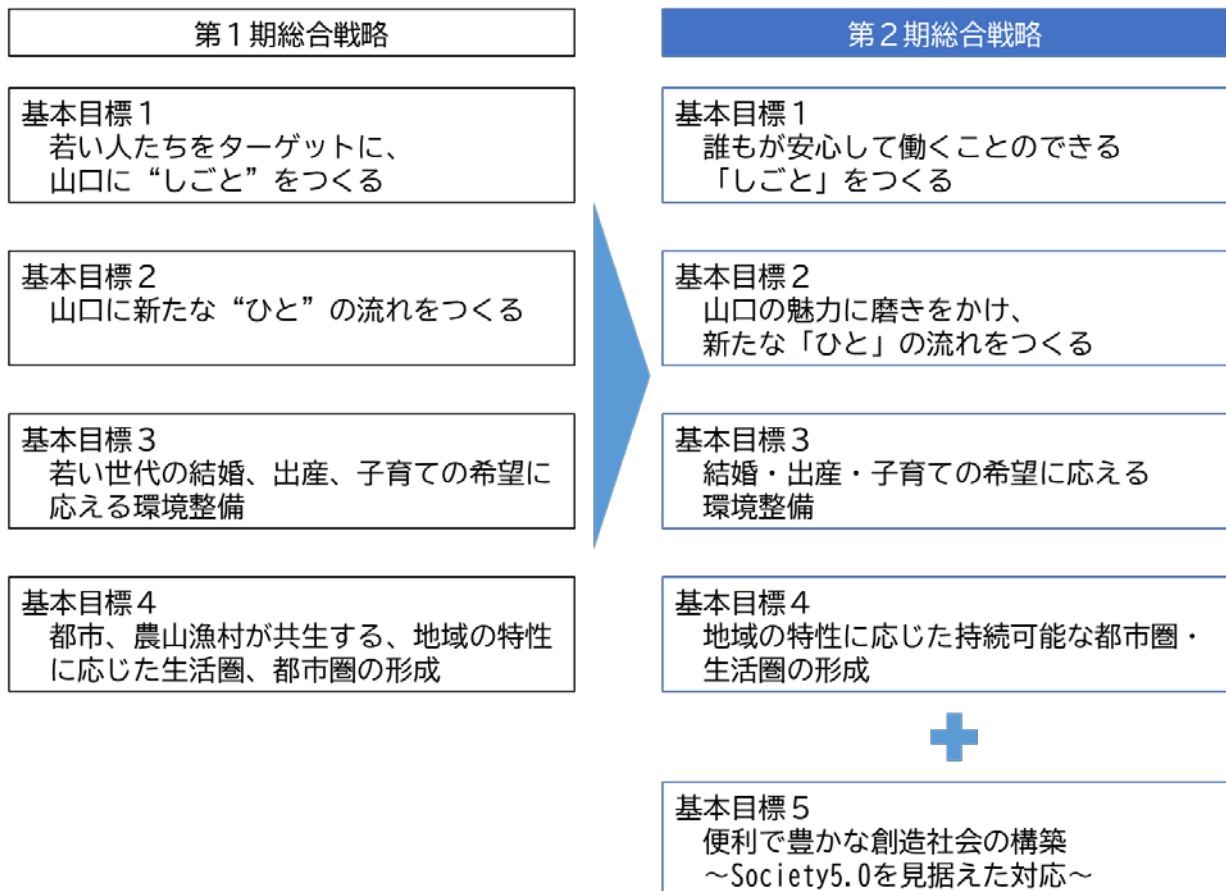 第１期総合戦略
基本目標１
若い人たちをターゲットに、
山口に“しごと”をつくる
基本目標２
山口に新たな“ひと”の流れをつくる
基本目標３
若い世代の結婚、出産、子育ての希望に
応える環境整備
基本目標４
都市、農山漁村が共生する、地域の特性
に応じた生活圏、都市圏の形成
第２期総合戦略
基本目標１
誰もが安心して働くことのできる
「しごと」をつくる
基本目標２
山口の魅力に磨きをかけ、
新たな「ひと」の流れをつくる
基本目標３
結婚・出産・子育ての希望に応える
環境整備
基本目標４
地域の特性に応じた持続可能な都市圏・
生活圏の形成
基本目標５
便利で豊かな創造社会の構築
～Society5.0を見据えた対応～